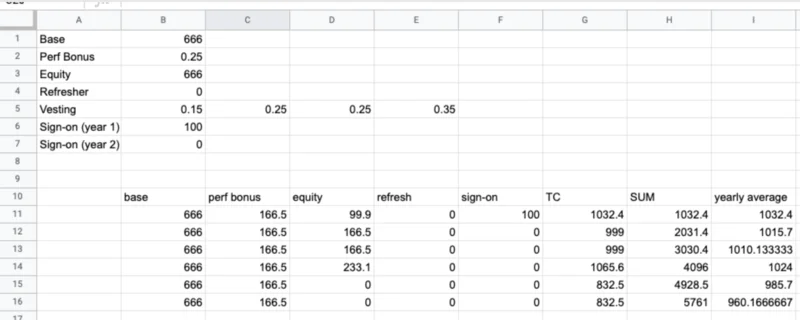 A B C D E F G H I
1 Base 666
2 Perf Bonus 0.25
3 Equity 666
4 Refresher 0
5 Vesting 0.15 0.25 0.25 0.35
6 Sign-on (year 1) 100
7 Sign-on (year 2) 0
8
9
10 base perf bonus equity refresh sign-on TC SUM yearly average
11 666 166.5 99.9 0 100 1032.4 1032.4 1032.4
12 666 166.5 166.5 0 0 999 2031.4 1015.7
13 666 166.5 166.5 0 0 999 3030.4 1010.133333
14 666 166.5 233.1 0 0 1065.6 4096 1024
15 666 166.5 0 0 0 832.5 4928.5 985.7
16 666 166.5 0 0 0 832.5 5761 960.1666667
17